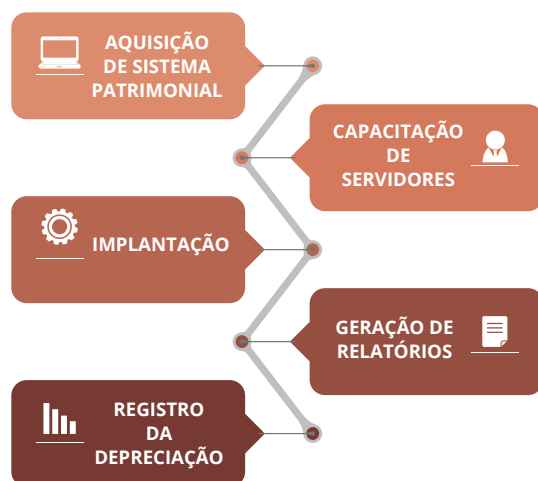 AQUISIÇÃO
DE SISTEMA
PATRIMONIAL
CAPACITAÇÃO
DE
SERVIDORES
IMPLANTAÇÃO
GERAÇÃO DE
RELATÓRIOS
REGISTRO
DA
DEPRECIAÇÃO